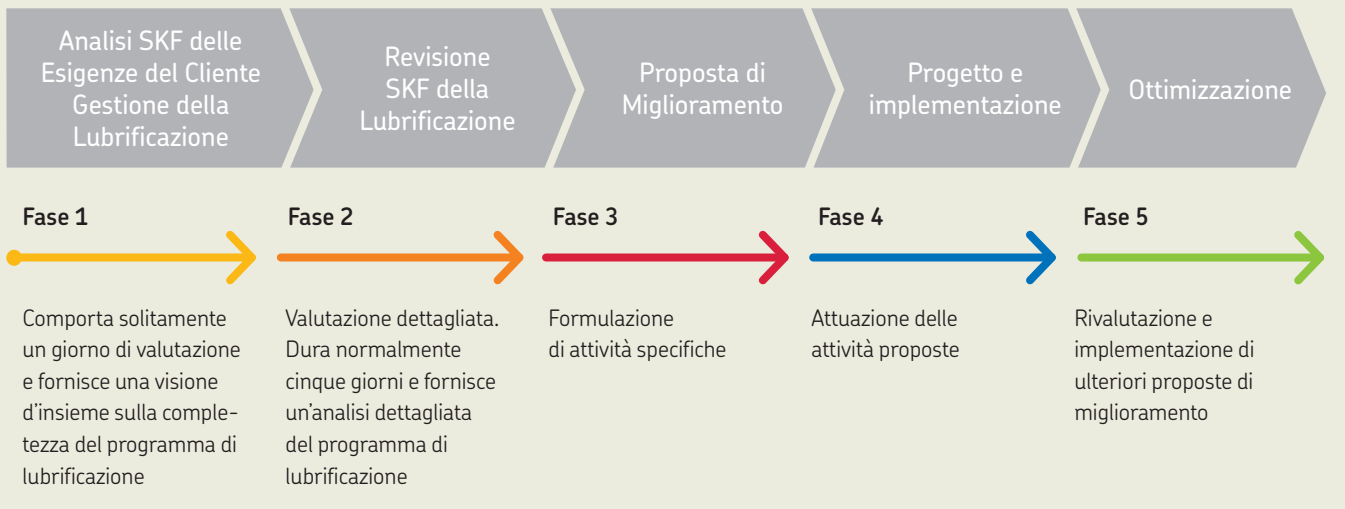 Analisi SKF delle
Esigenze del Cliente
Gestione della
Lubrificazione
Revisione
SKF della
Lubrificazione
Proposta di
Miglioramento
Progetto e
implementazione
Ottimizzazione
Fase 1
Fase 2
Fase 3
Fase 4
Fase 5
Comporta solitamente
un giorno di valutazione
e fornisce una visione
d'insieme sulla comple-
tezza del programma di
lubrificazione
Valutazione dettagliata.
Dura normalmente
cinque giorni e fornisce
un'analisi dettagliata
del programma di
lubrificazione
Formulazione
di attività specifiche
Attuazione delle
attività proposte
Rivalutazione e
implementazione di
ulteriori proposte di
miglioramento